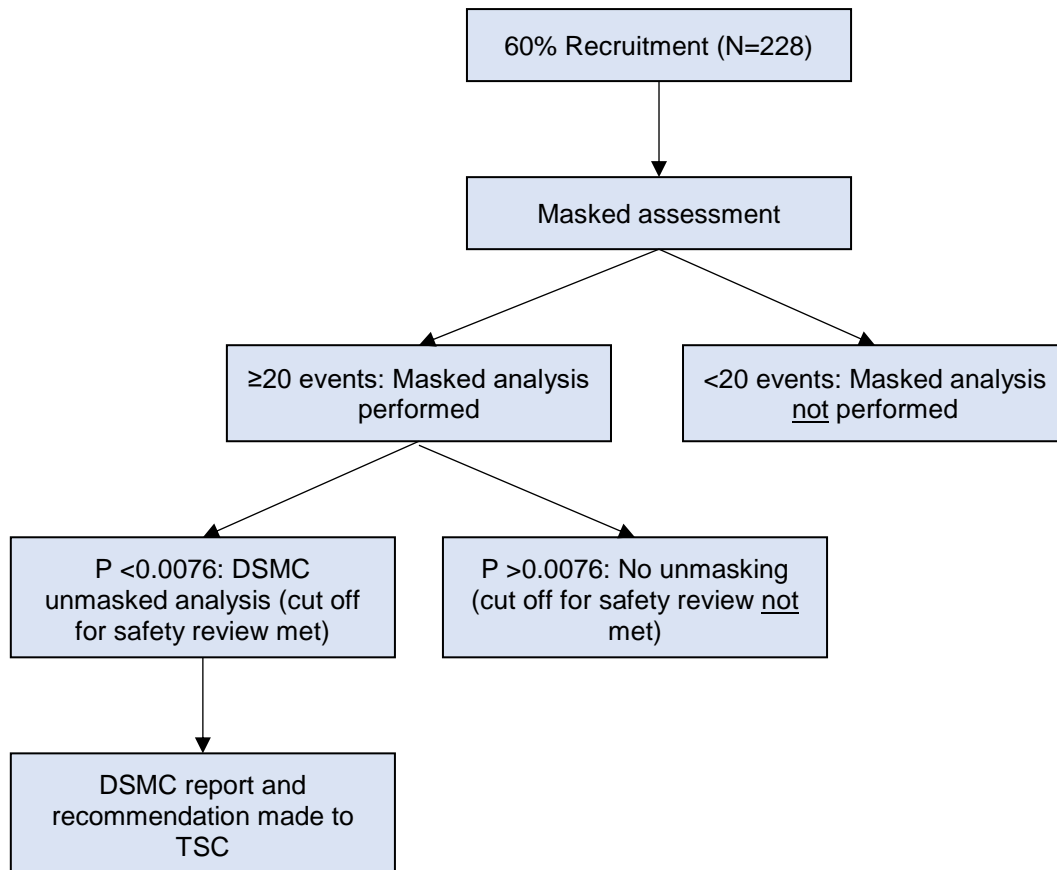 60% Recruitment (N=228)
Masked assessment
≥20 events: Masked analysis
performed
<20 events: Masked analysis
not performed
P <0.0076: DSMC
unmasked analysis (cut off
for safety review met)
P >0.0076: No unmasking
(cut off for safety review not
met)
DSMC report and
recommendation made to
TSC